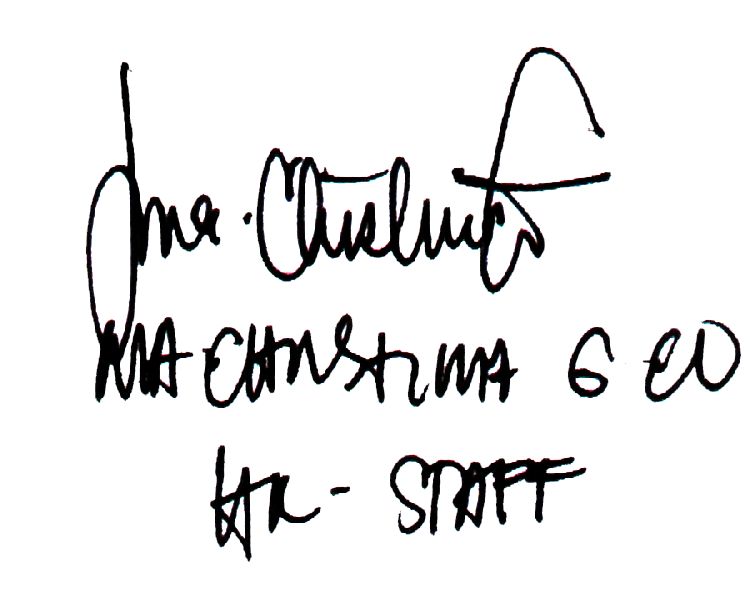 Ma. Christina
MA. CHRISTINA G CO
HR - STAFF